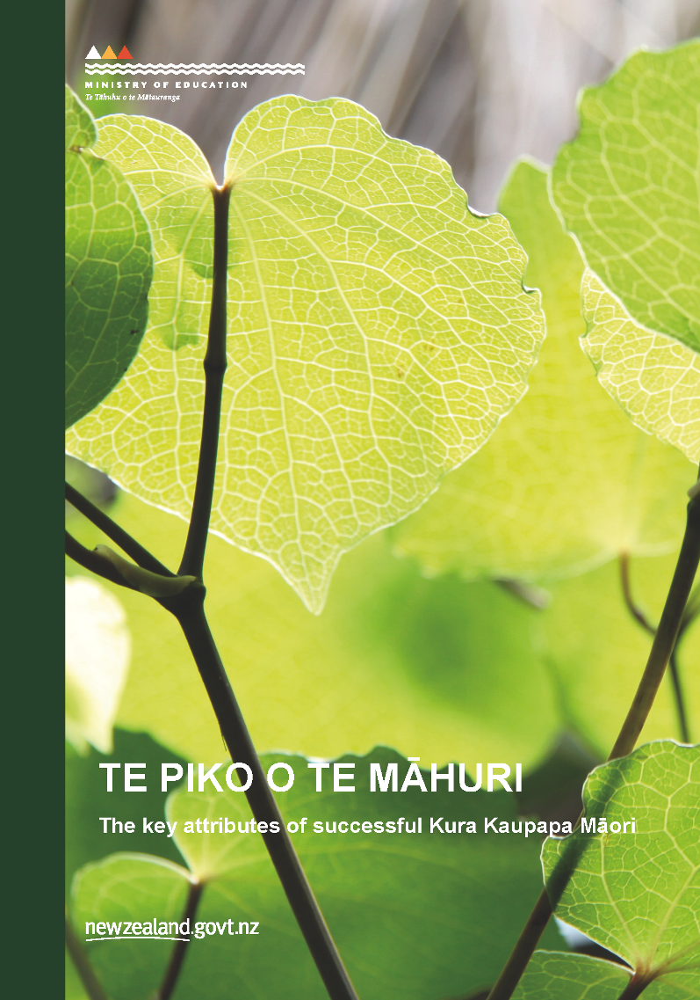 MINISTRY OF EDUCATION
Te Tāhuhu o te Mātauranga
TE PIKO O TE MĀHURI
The key attributes of successful Kura Kaupapa Māori
newzealand.govt.nz